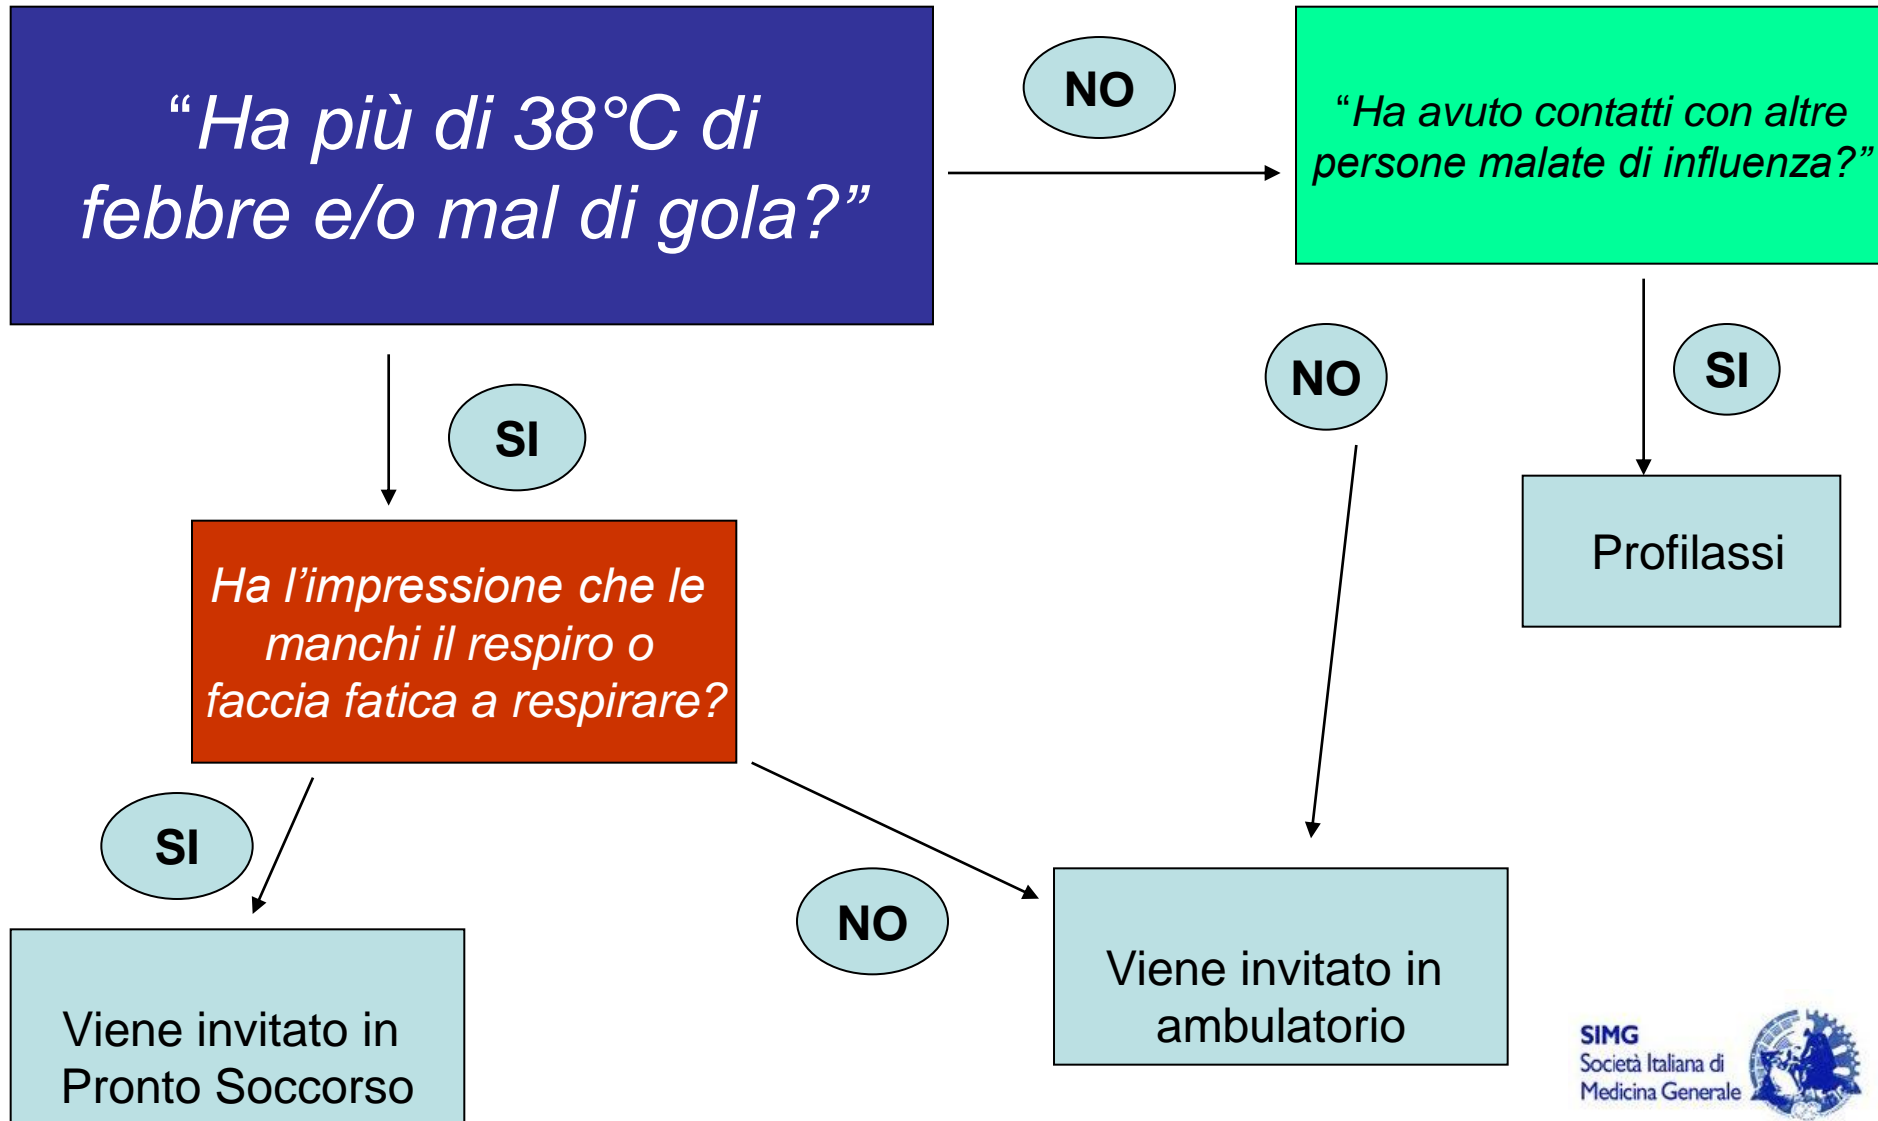 “Ha più di 38°C di
febbre e/o mal di gola?”
NO
“Ha avuto contatti con altre
persone malate di influenza?”
SI
NO
SI
Profilassi
Ha l’impressione che le
manchi il respiro o
faccia fatica a respirare?
SI
NO
Viene invitato in
Pronto Soccorso
Viene invitato in
ambulatorio
SIMG
Società Italiana di
Medicina Generale